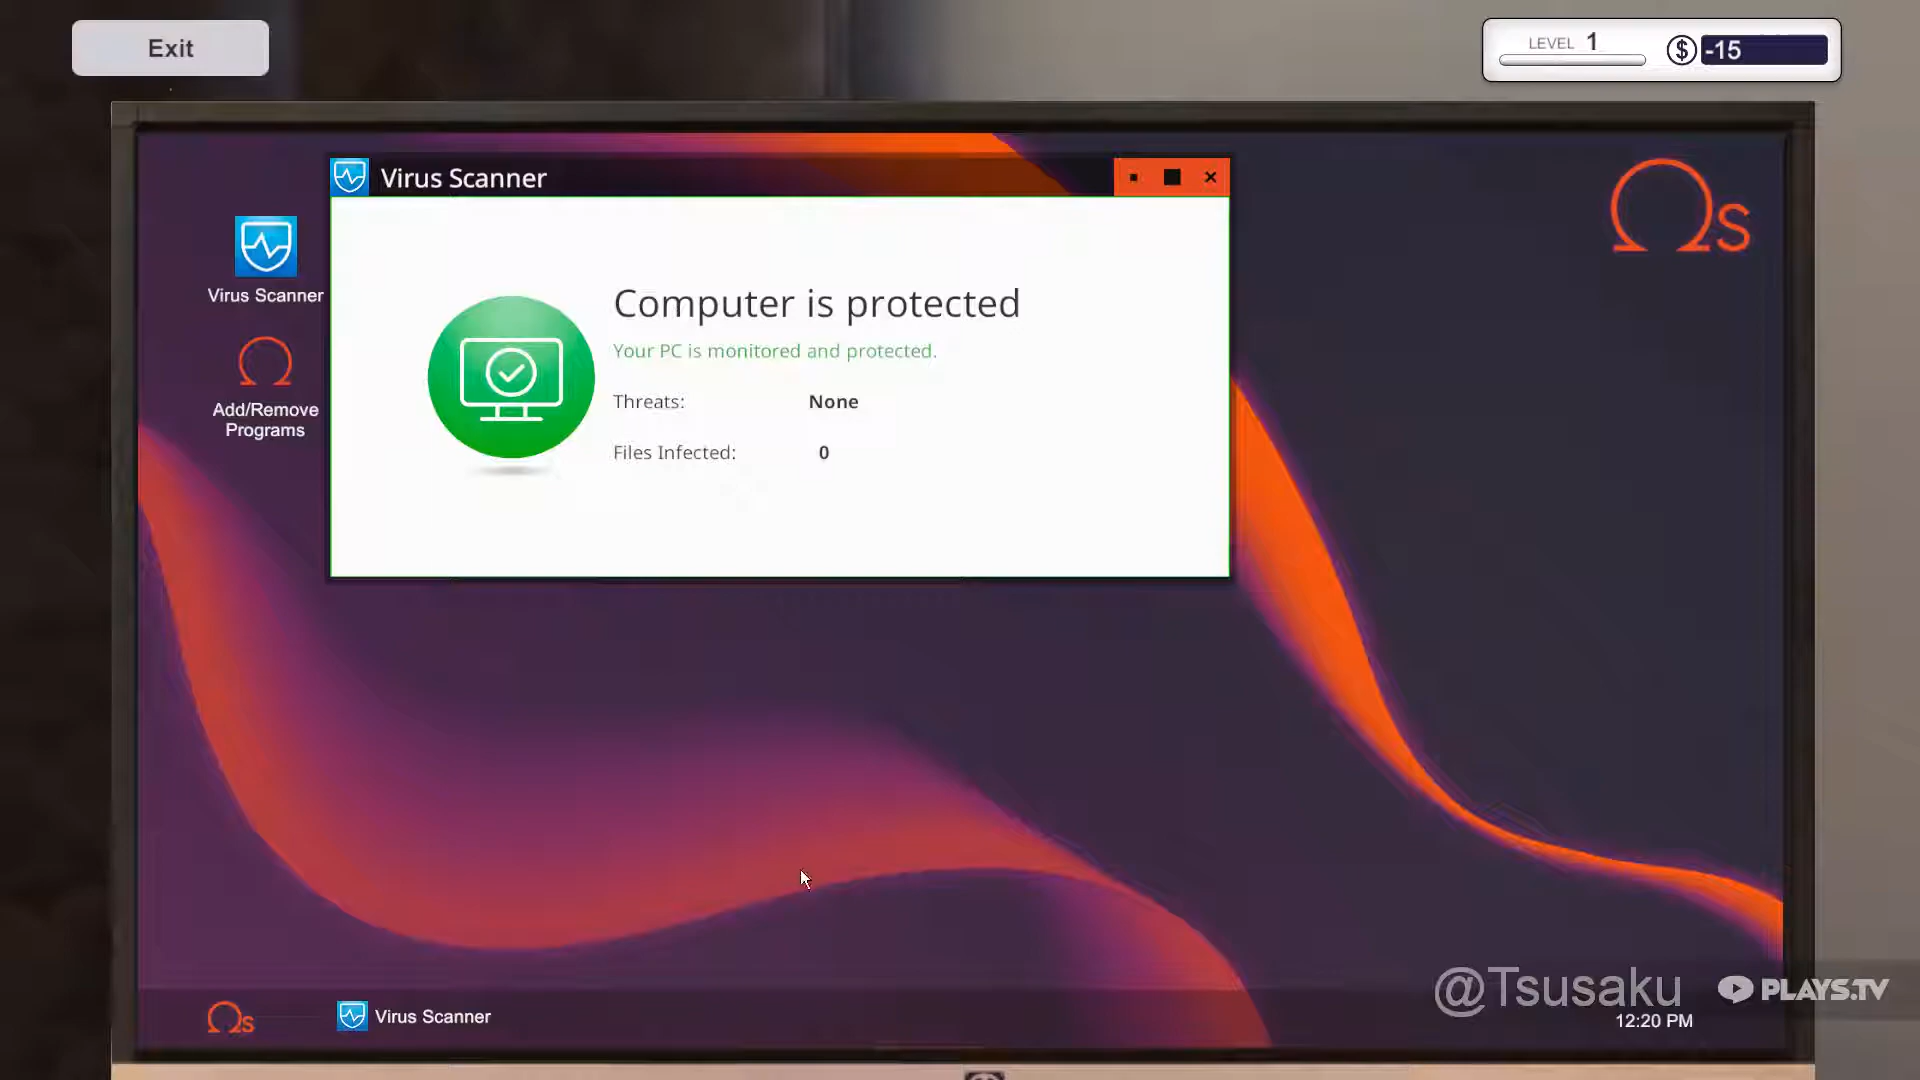 Exit
LEVEL 1
$ -15
Virus Scanner
Ωs
Virus Scanner
Computer is protected
Your PC is monitored and protected.
Threats: None
Files Infected: 0
Add/Remove
Programs
@Tsusaku
PLAYS.TV
Ωs
Virus Scanner
12:20 PM